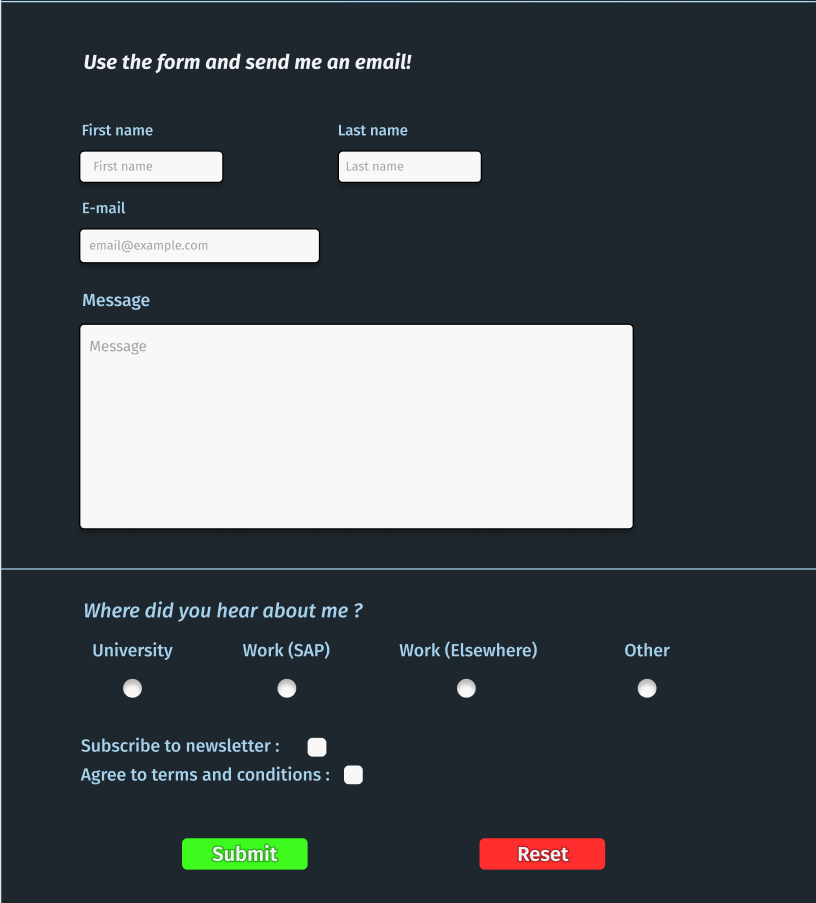 Use the form and send me an email!
First name Last name
First name Last name
E-mail
email@example.com
Message
Message
Where did you hear about me ?
University Work (SAP) Work (Elsewhere) Other
Subscribe to newsletter :
Agree to terms and conditions :
Submit Reset